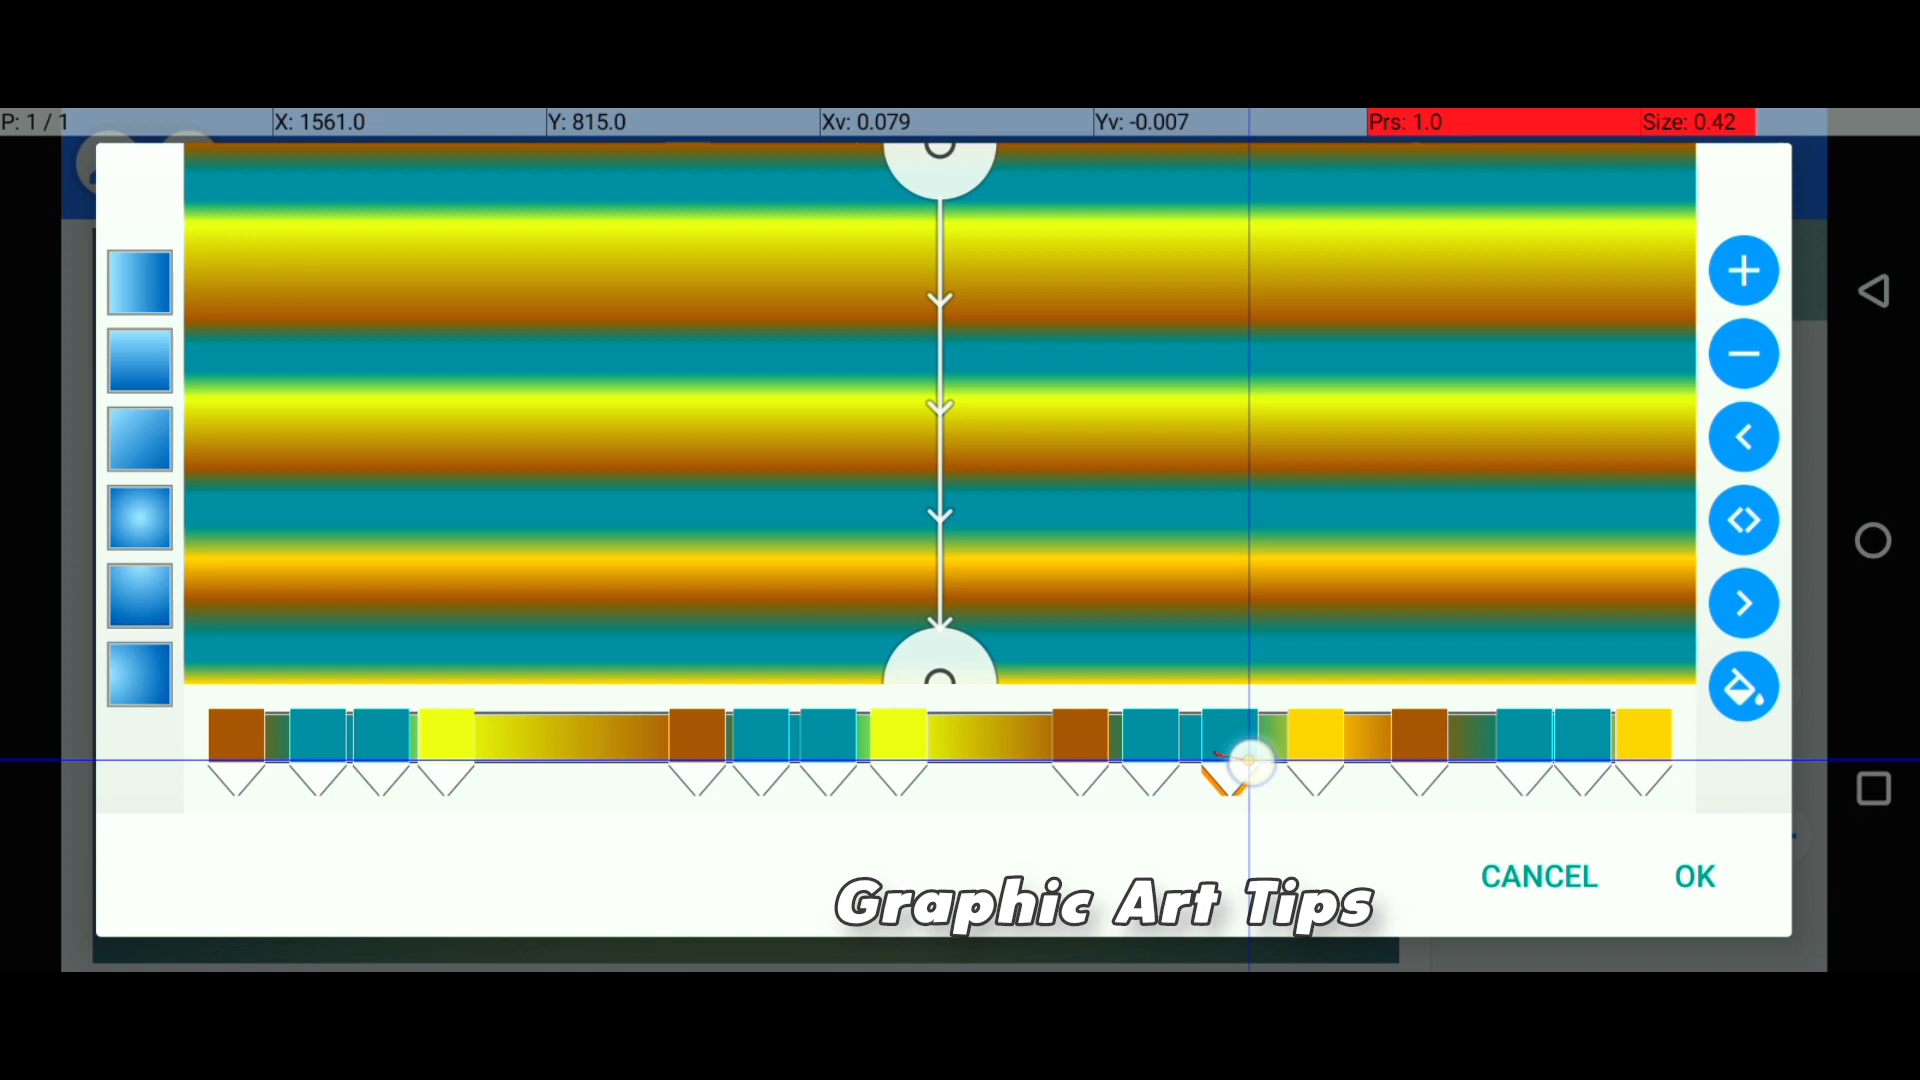 P: 1 / 1 X: 1561.0 Y: 815.0 Xv: 0.079 Yv: -0.007 Prs: 1.0 Size: 0.42
CANCEL OK
Graphic Art Tips